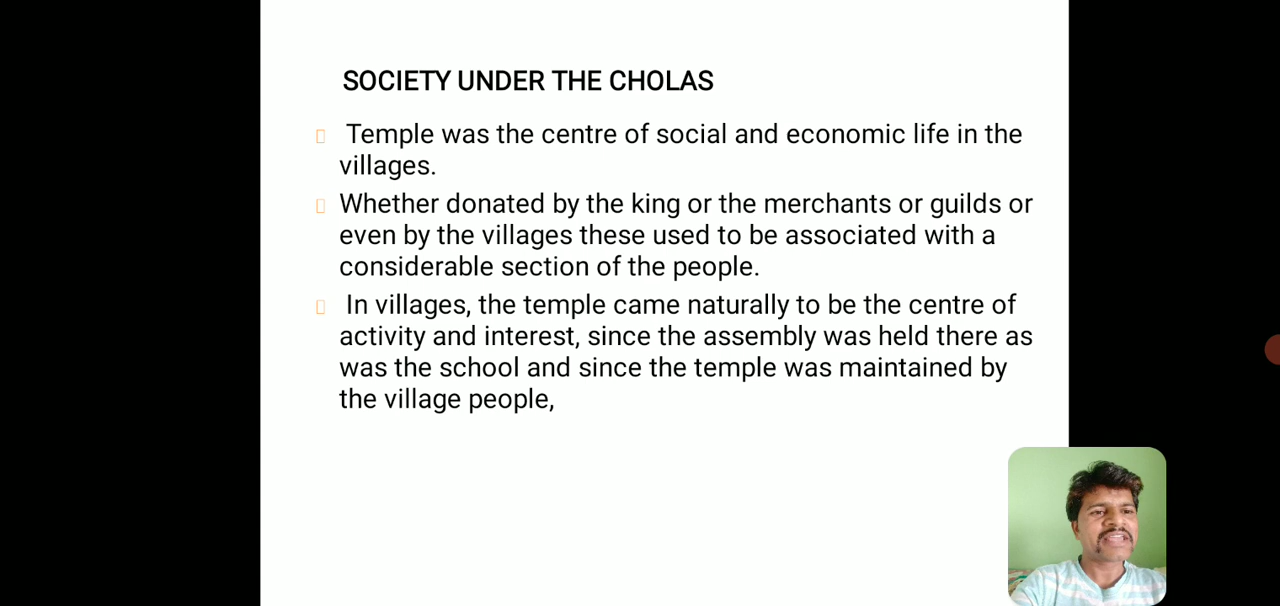 SOCIETY UNDER THE CHOLAS
Temple was the centre of social and economic life in the
villages.
Whether donated by the king or the merchants or guilds or
even by the villages these used to be associated with a
considerable section of the people.
In villages, the temple came naturally to be the centre of
activity and interest, since the assembly was held there as
was the school and since the temple was maintained by
the village people,